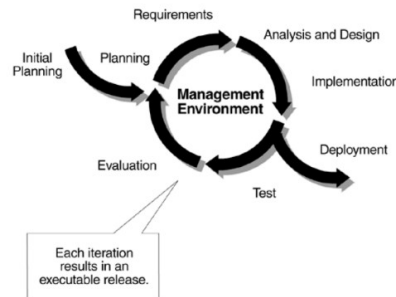 Requirements
Analysis and Design
Initial
Planning
Planning
Implementation
Management
Environment
Deployment
Evaluation
Test
Each iteration
results in an
executable release.